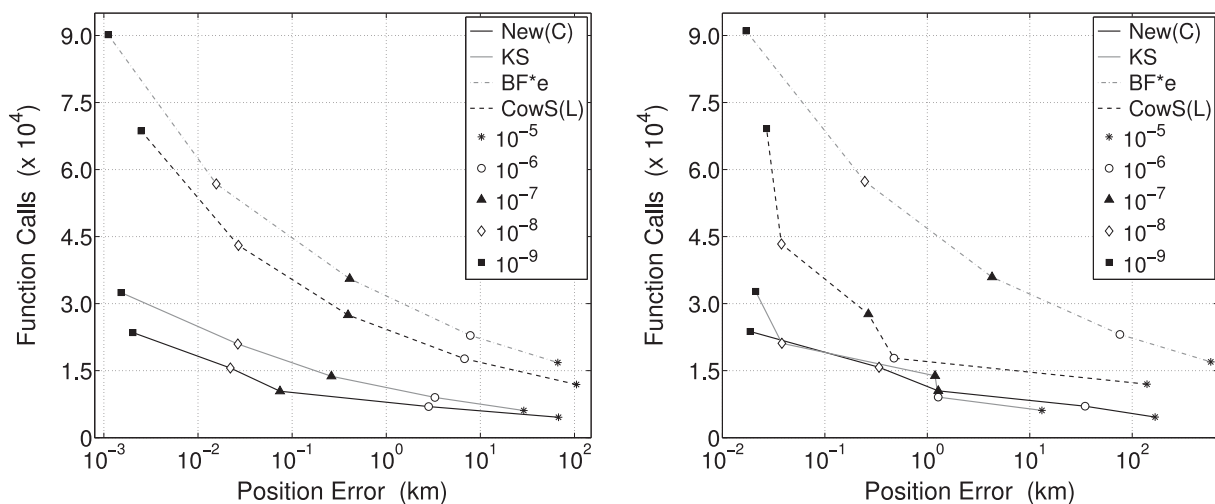 Function Calls (x 10^4)
9.0
7.5
6.0
4.5
3.0
1.5
0
10^-3
10^-2
10^-1
10^0
10^1
10^2
Position Error (km)
New(C)
KS
BF*e
CowS(L)
10^-5
10^-6
10^-7
10^-8
10^-9
Function Calls (x 10^4)
9.0
7.5
6.0
4.5
3.0
1.5
0
10^-2
10^-1
10^0
10^1
10^2
Position Error (km)
New(C)
KS
BF*e
CowS(L)
10^-5
10^-6
10^-7
10^-8
10^-9